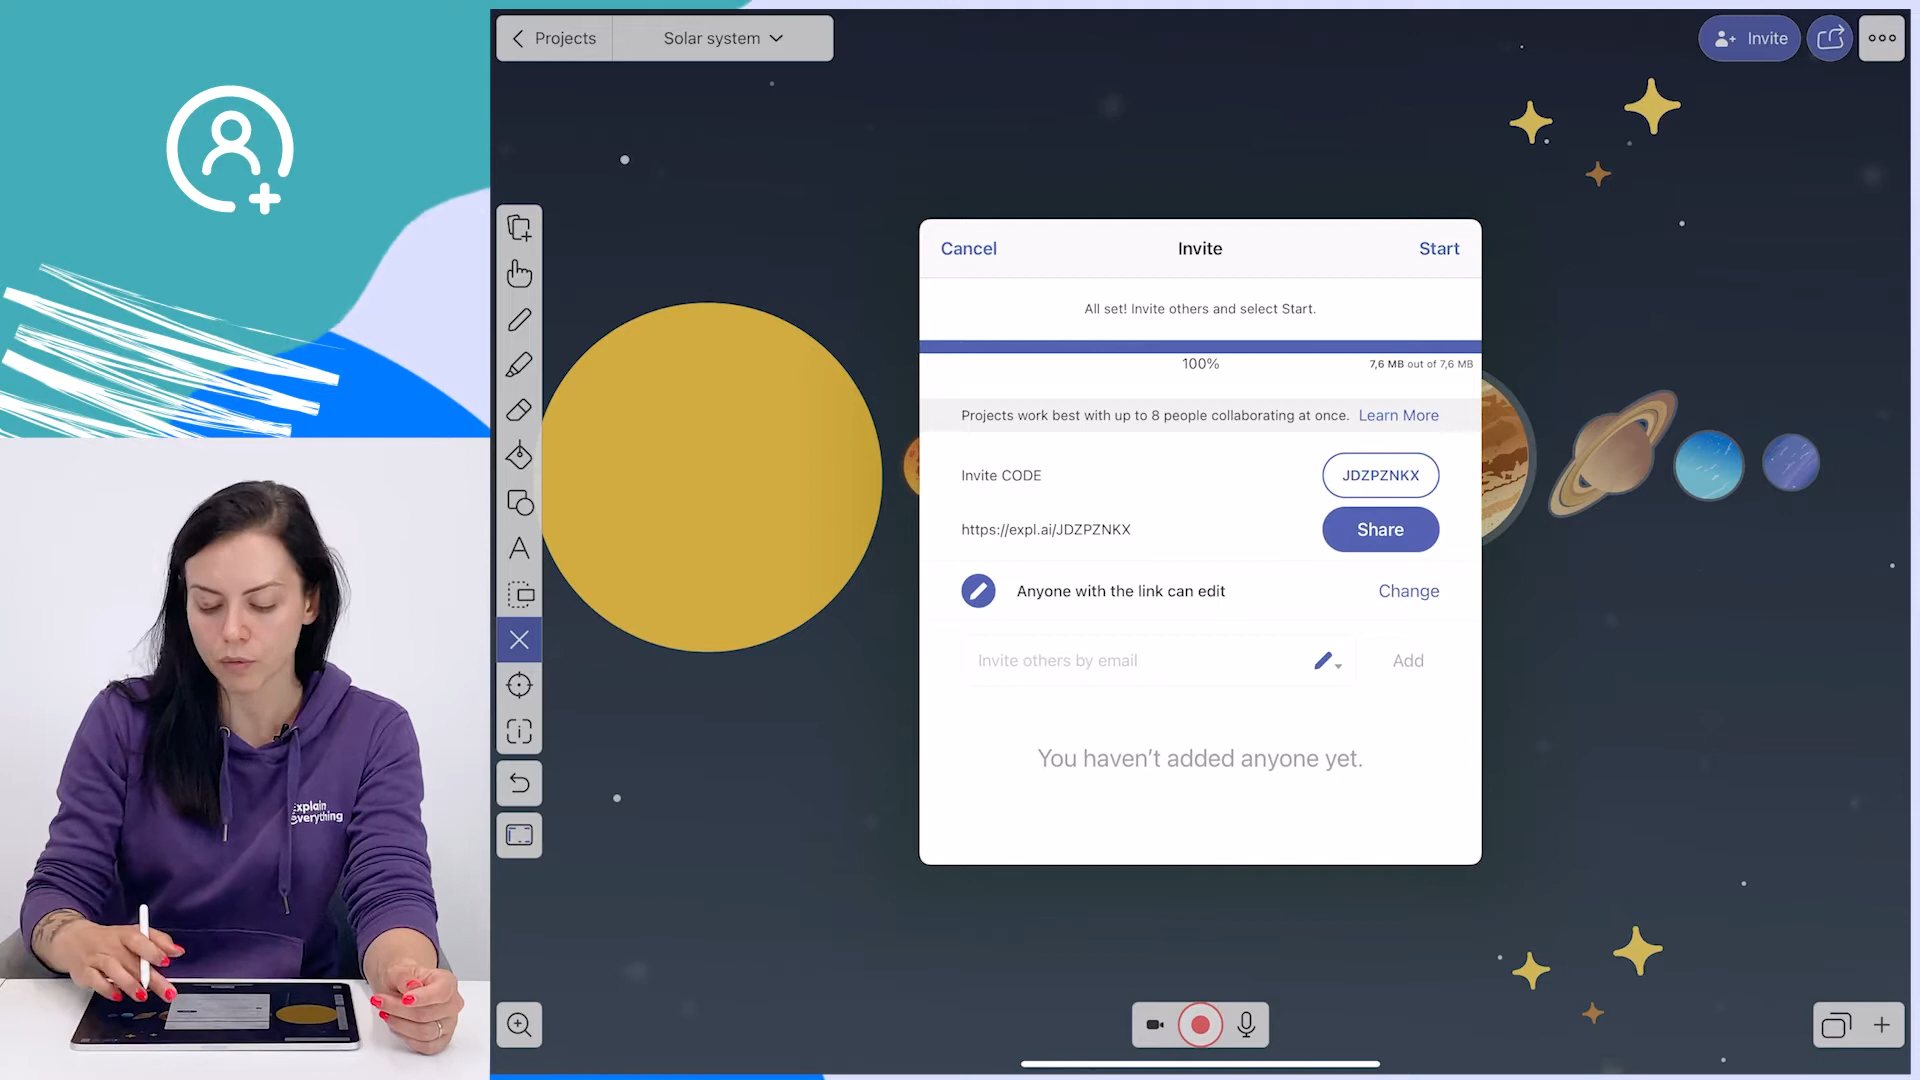 Projects
Solar system
Invite
Cancel
Invite
Start
All set! Invite others and select Start.
100%
7,6 MB out of 7,6 MB
Projects work best with up to 8 people collaborating at once. Learn More
Invite CODE
JDZPZNKX
https://expl.ai/JDZPZNKX
Share
Anyone with the link can edit
Change
Invite others by email
Add
You haven’t added anyone yet.
A
Explain
Everything